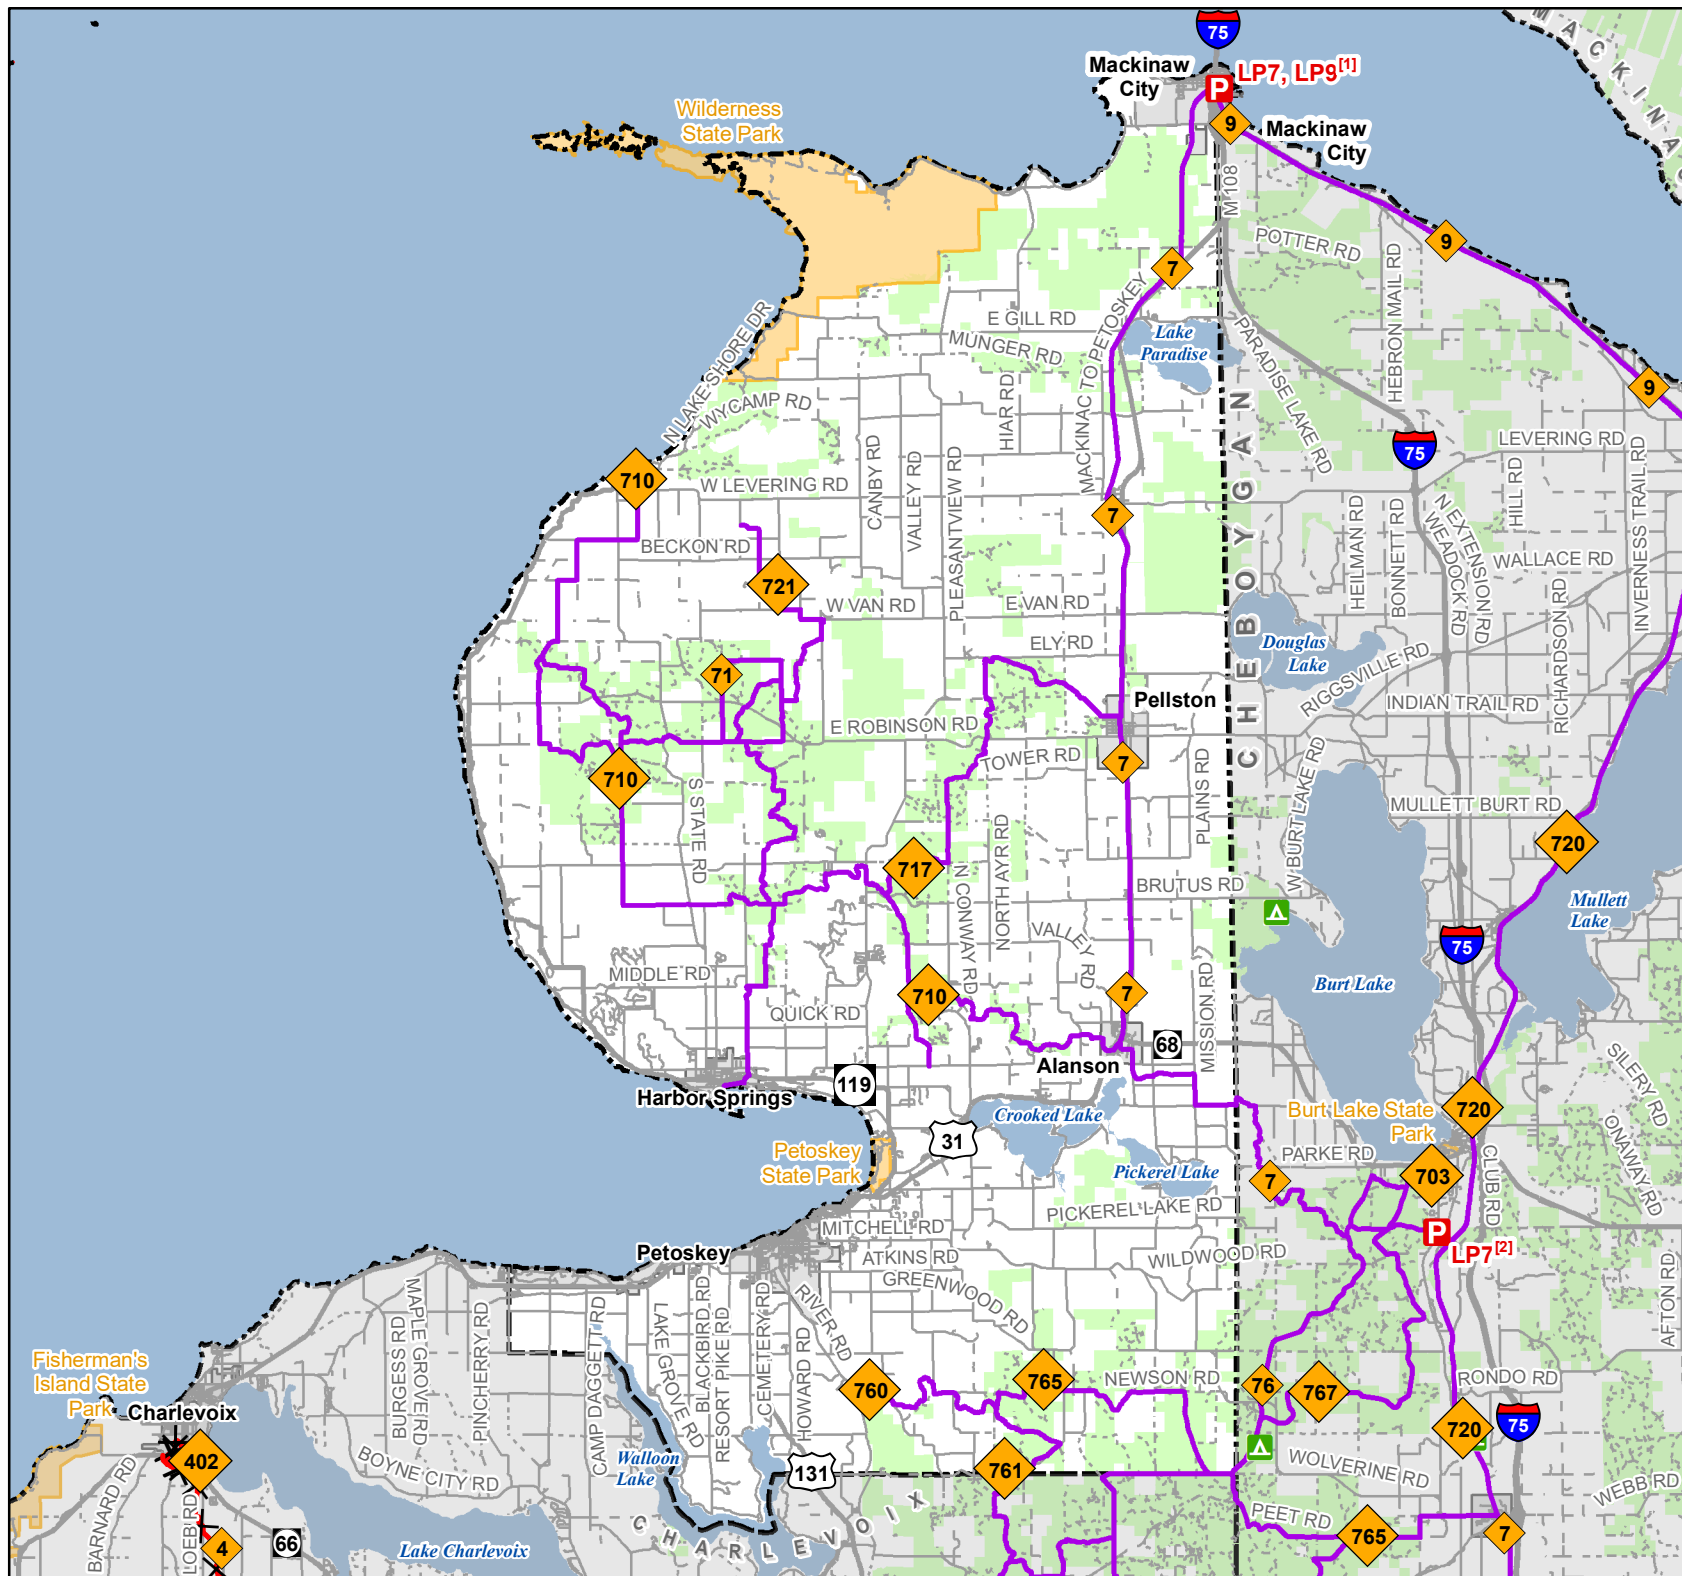 75
Mackinaw
City
P
LP7, LP9[1]
MACKINAC
Wilderness
State Park
9
Mackinaw
City
M 108
POTTER RD
9
HEBRON MAIL RD
7
MACKINAC TO PETOSKEY
E GILL RD
MUNGER RD
Lake
Paradise
PARADISE LAKE RD
N LAKE SHORE DR
WYCAMP RD
HIAR RD
9
CHEBOYGAN
75
LEVERING RD
CANBY RD
VALLEY RD
PLEASANTVIEW RD
710
W LEVERING RD
HILL RD
INVERNESS TRAIL RD
7
BECKON RD
HEILMAN RD
BONNETT RD
N EXTENSION RD
WEADOCK RD
WALLACE RD
721
W VAN RD
E VAN RD
ELY RD
RICHARDSON RD
Douglas
Lake
RIGGSVILLE RD
71
Pellston
INDIAN TRAIL RD
E ROBINSON RD
TOWER RD
7
710
S STATE RD
PLAINS RD
W BURT LAKE RD
MULLETT BURT RD
720
717
N CONWAY RD
NORTH AYR RD
BRUTUS RD
Mullett
Lake
VALLEY RD
75
MIDDLE RD
710
7
MISSION RD
Burt Lake
QUICK RD
68
Alanson
119
Harbor Springs
Crooked Lake
31
Burt Lake State
Park
720
SILERY RD
ONAWAY RD
Petoskey
State Park
Pickerel Lake
PARKE RD
7
703
CLUB RD
PICKEREL LAKE RD
MITCHELL RD
P
LP7[2]
Petoskey
ATKINS RD
WILDWOOD RD
GREENWOOD RD
AFTON RD
MAPLE GROVE RD
BURGESS RD
PINCHERRY RD
CAMP DAGGETT RD
LAKE GROVE RD
BLACKBIRD RD
RESORT PIKE RD
CEMETERY RD
HOWARD RD
RIVER RD
Fisherman's
Island State
Park
760
765
NEWSON RD
76
767
RONDO RD
Charlevoix
720
75
402
BOYNE CITY RD
Walloon
Lake
131
761
WOLVERINE RD
WEBB RD
BARNARD RD
LOEB RD
CHARLEVOIX
PEET RD
4
66
Lake Charlevoix
765
7